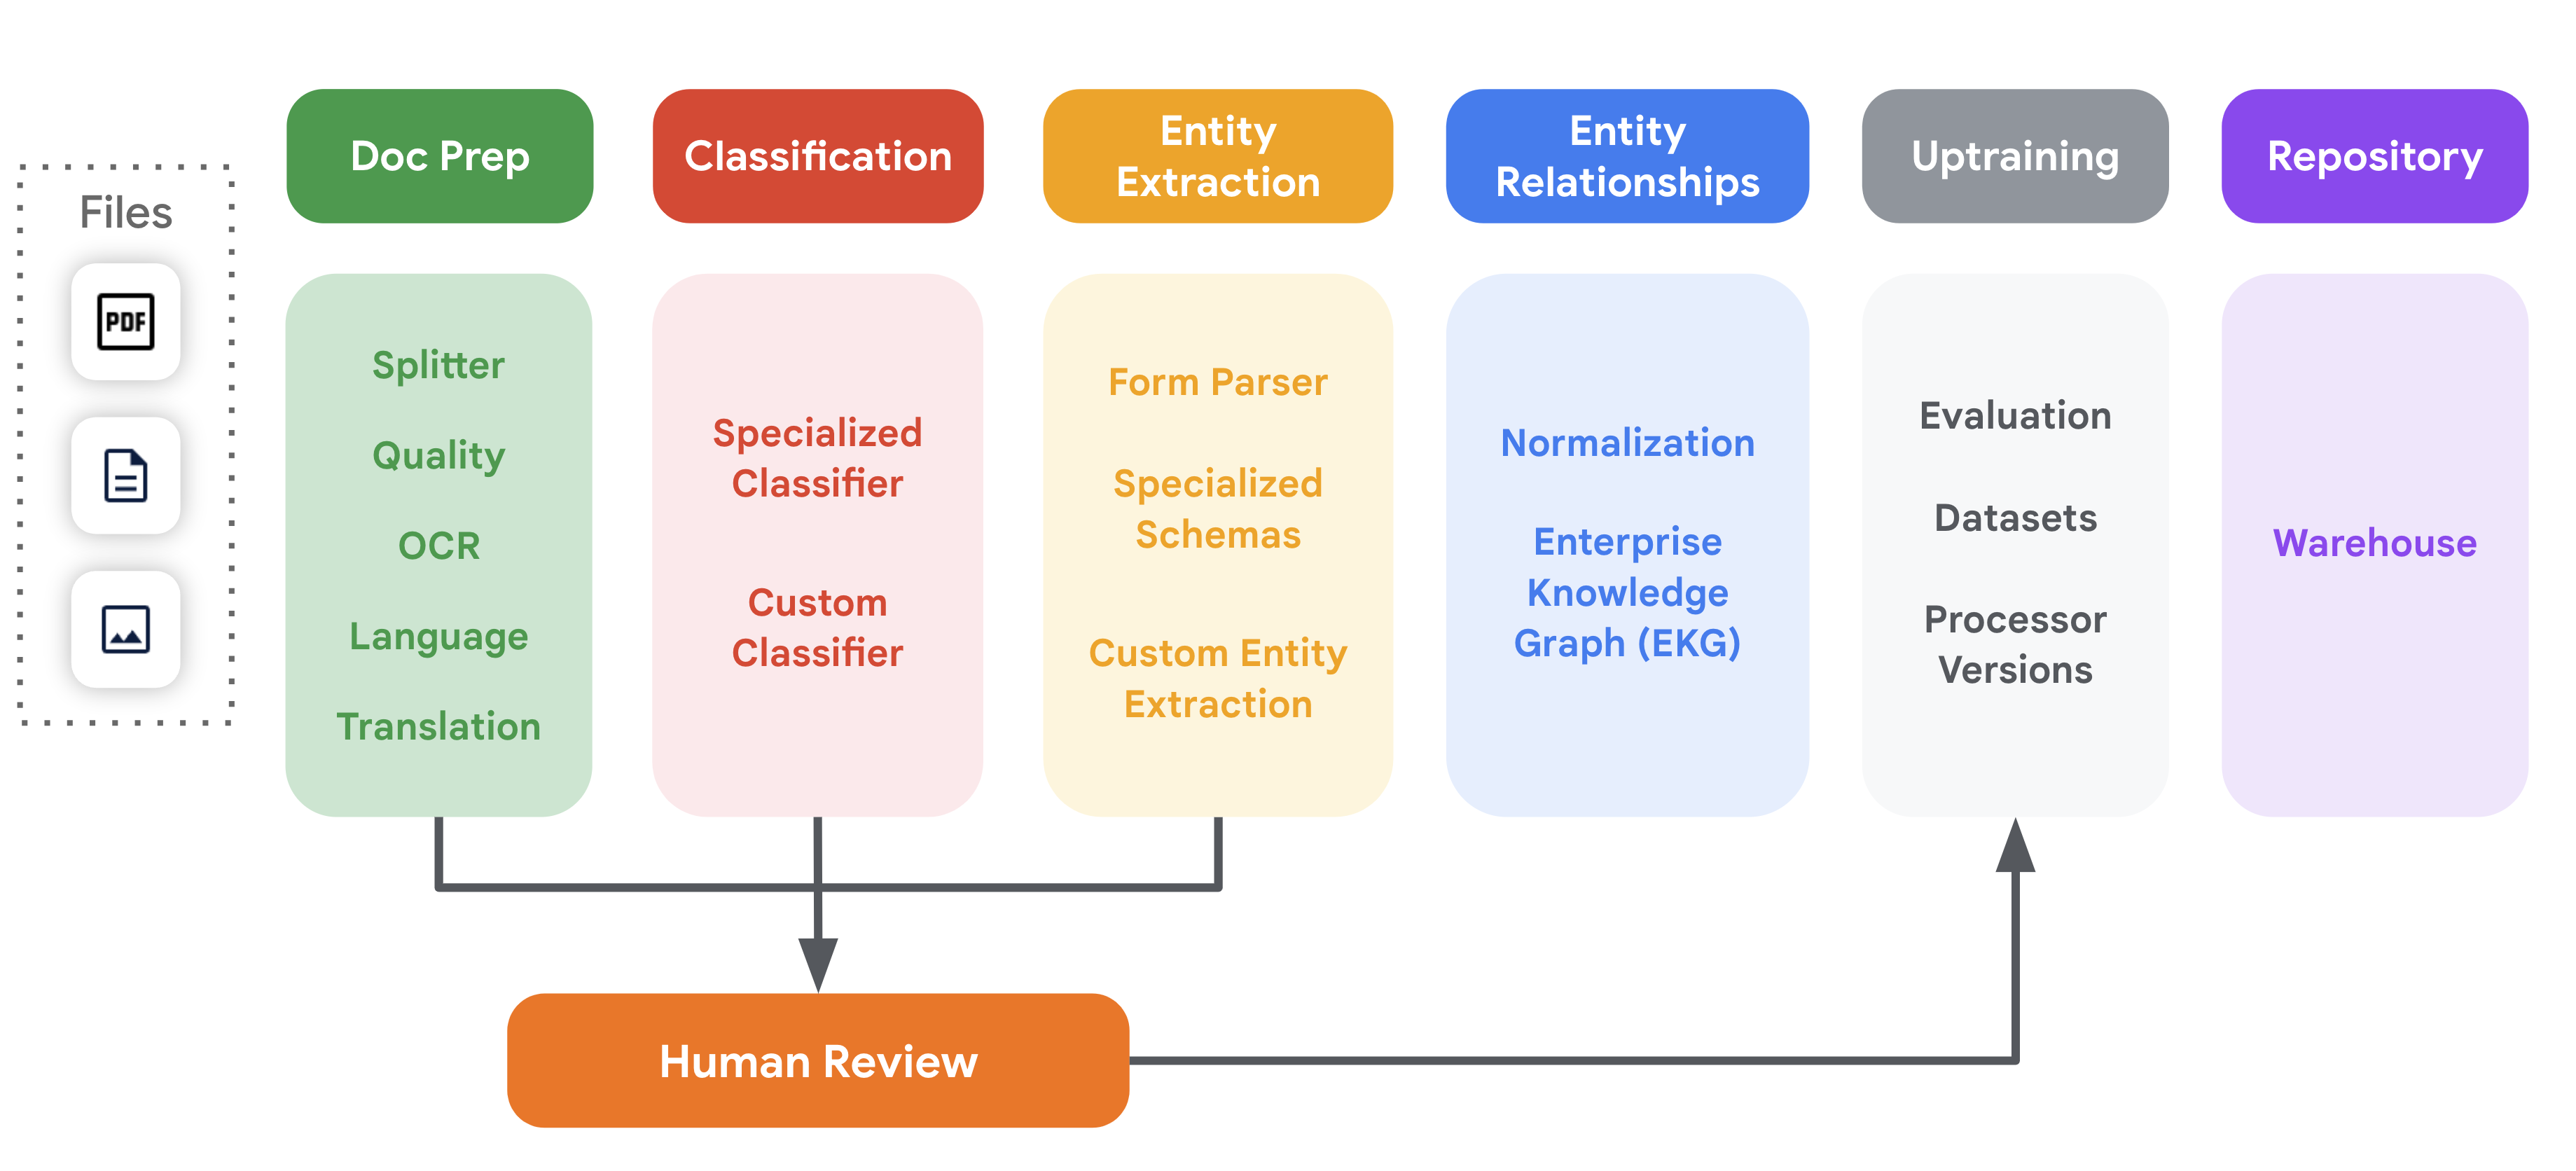 Files
PDF
Doc Prep
Splitter
Quality
OCR
Language
Translation
Classification
Specialized
Classifier
Custom
Classifier
Entity
Extraction
Form Parser
Specialized
Schemas
Custom Entity
Extraction
Entity
Relationships
Normalization
Enterprise
Knowledge
Graph (EKG)
Uptraining
Evaluation
Datasets
Processor
Versions
Repository
Warehouse
Human Review